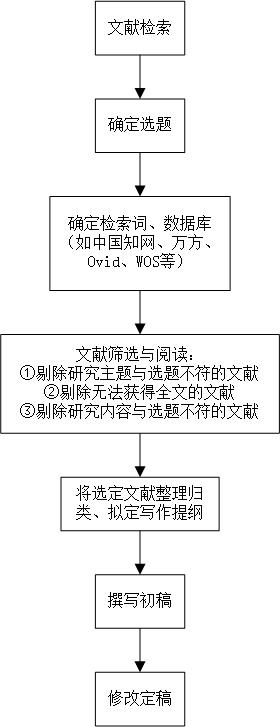 文献检索
确定选题
确定检索词、数据库
（如中国知网、万方、
Ovid、WOS等）
文献筛选与阅读：
①剔除研究主题与选题不符的文献
②剔除无法获得全文的文献
③剔除研究内容与选题不符的文献
将选定文献整理归
类、拟定写作提纲
撰写初稿
修改定稿